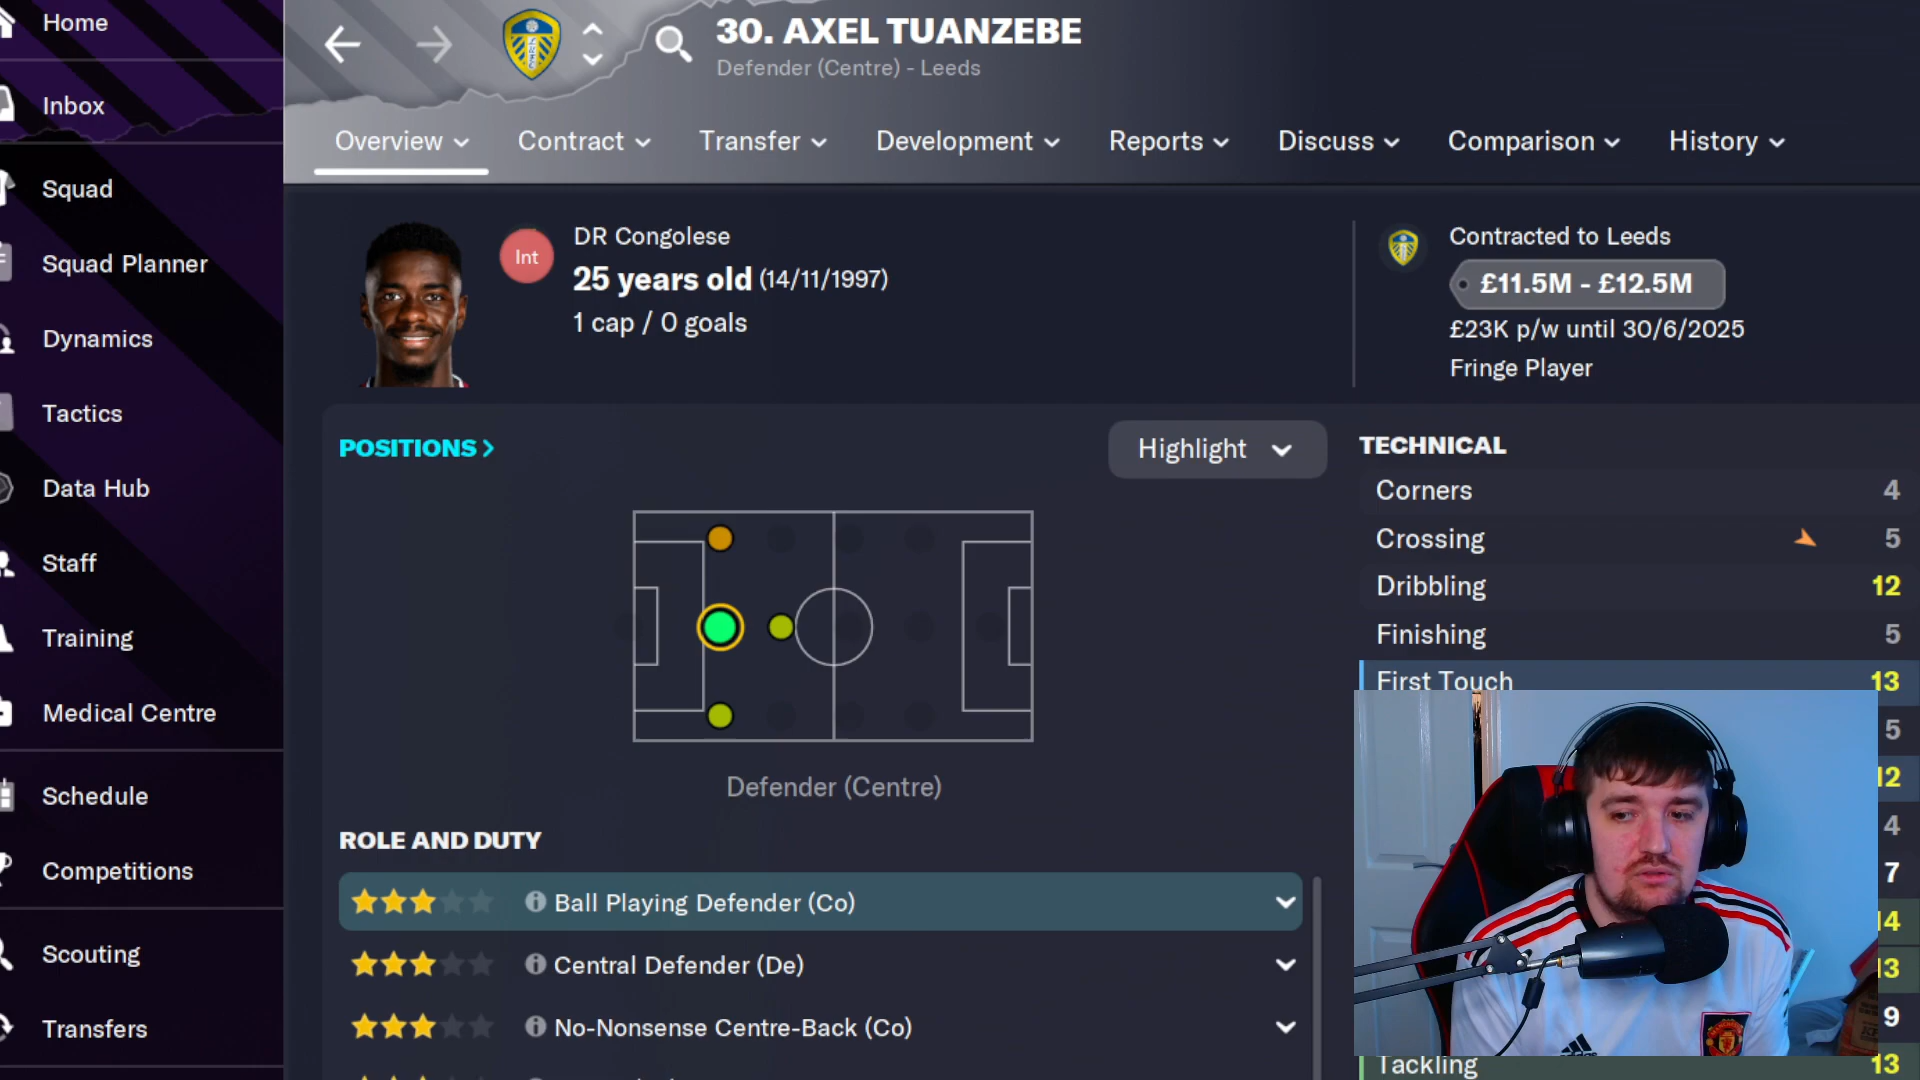 Home
Inbox
Squad
Squad Planner
Dynamics
Tactics
Data Hub
Staff
Training
Medical Centre
Schedule
Competitions
Scouting
Transfers
30. AXEL TUANZEBE
Defender (Centre) - Leeds
Overview
Contract
Transfer
Development
Reports
Discuss
Comparison
History
Int
DR Congolese
25 years old (14/11/1997)
1 cap / 0 goals
Contracted to Leeds
£11.5M - £12.5M
£23K p/w until 30/6/2025
Fringe Player
POSITIONS
Highlight
Defender (Centre)
ROLE AND DUTY
Ball Playing Defender (Co)
Central Defender (De)
No-Nonsense Centre-Back (Co)
TECHNICAL
Corners 4
Crossing 5
Dribbling 12
Finishing 5
First Touch 13
5
12
4
7
14
13
9
Tackling 13